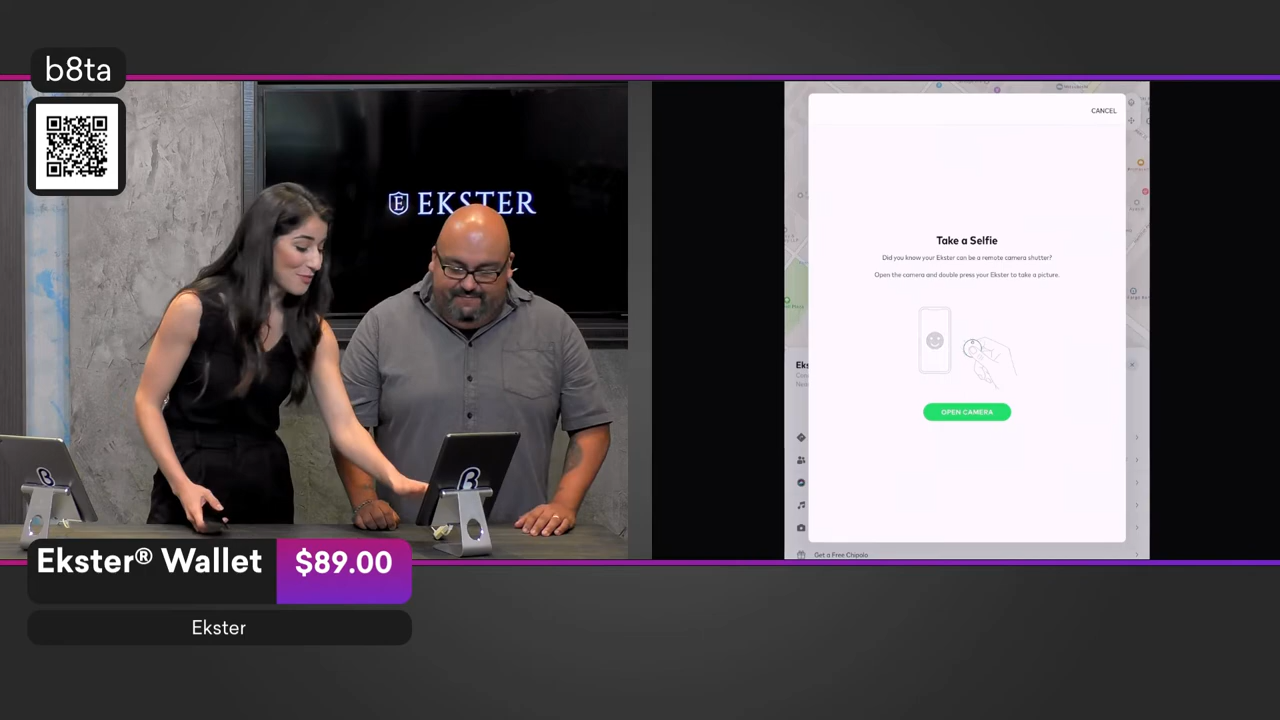 b8ta
EKSTER
CANCEL
Take a Selfie
Did you know your Ekster can be a remote camera shutter?
Open the camera and double press your Ekster to take a picture.
OPEN CAMERA
Get a Free Chipolo
Ekster® Wallet
$89.00
Ekster